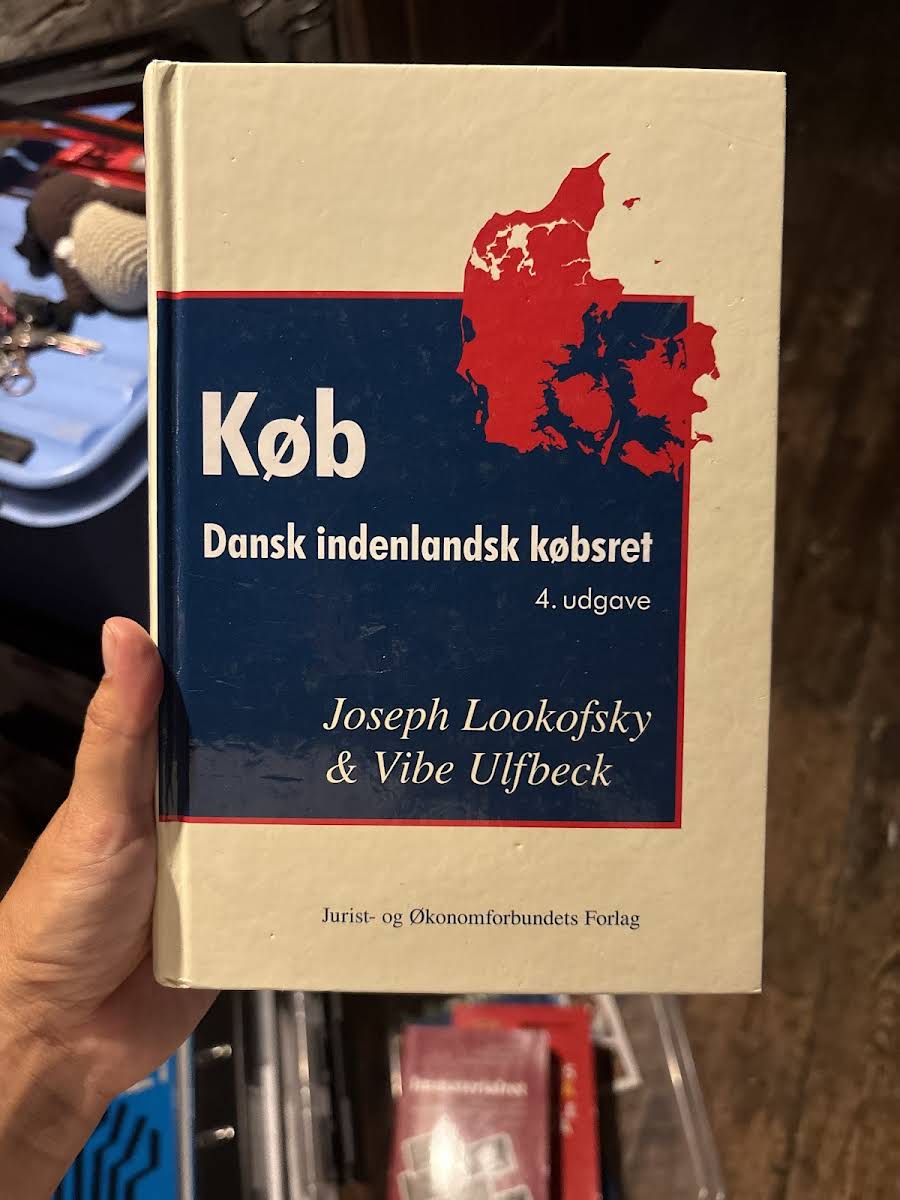 Køb
Dansk indenlandsk købsret
4. udgave
Joseph Lookofsky
& Vibe Ulfbeck
Jurist- og Økonomforbundets Forlag